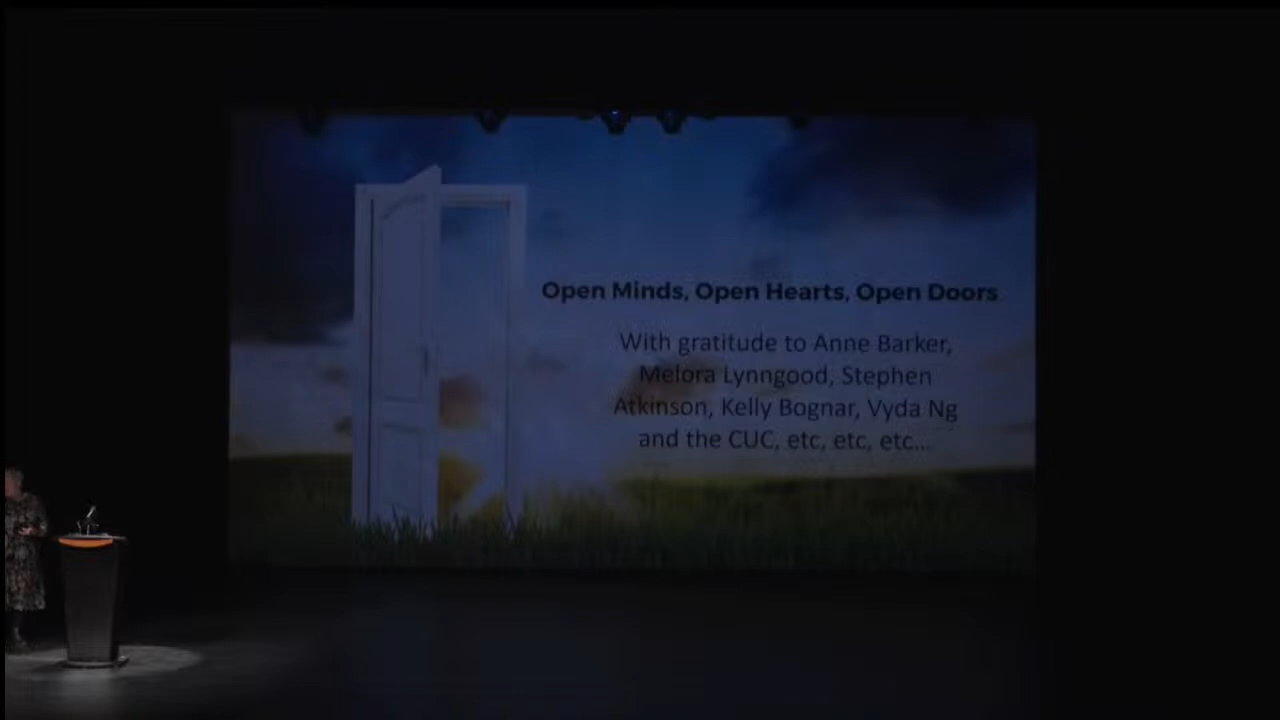 Open Minds, Open Hearts, Open Doors
With gratitude to Anne Barker,
Melora Lynngood, Stephen
Atkinson, Kelly Bognar, Vyda Ng
and the CUC, etc, etc, etc...